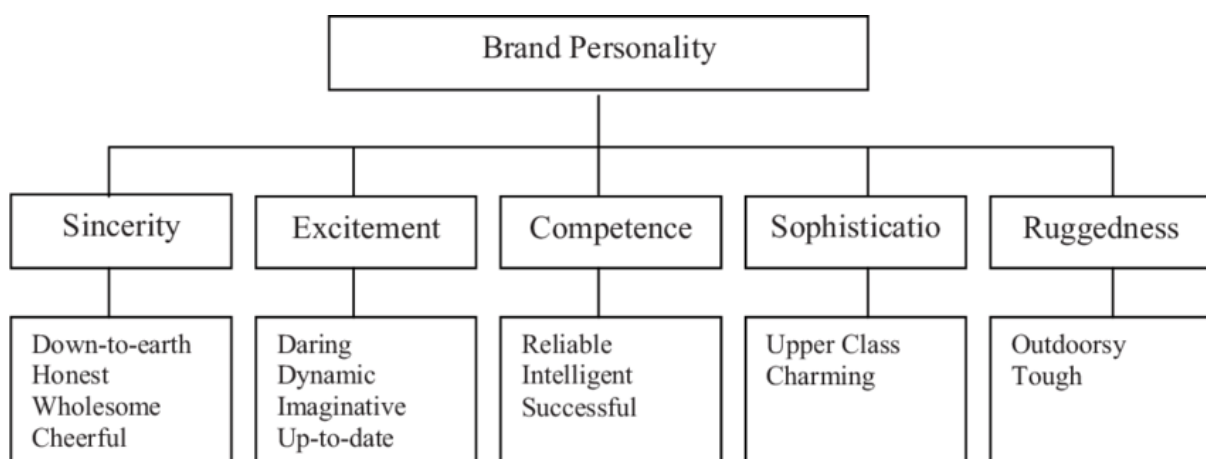 Brand Personality
Sincerity
Excitement
Competence
Sophisticatio
Ruggedness
Down-to-earth
Honest
Wholesome
Cheerful
Daring
Dynamic
Imaginative
Up-to-date
Reliable
Intelligent
Successful
Upper Class
Charming
Outdoorsy
Tough